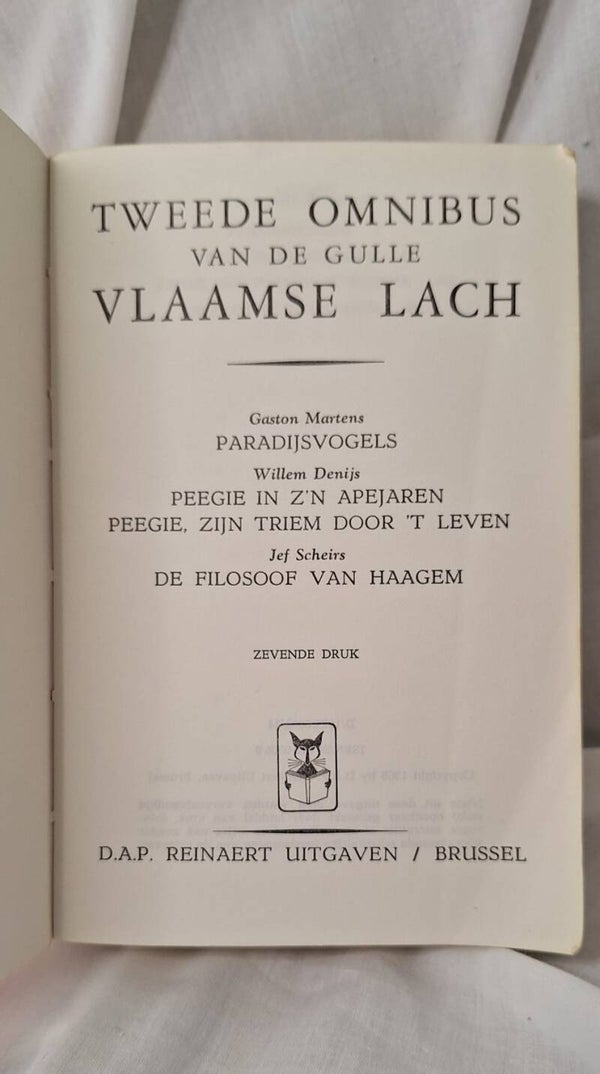 TWEEDE OMNIBUS
VAN DE GULLE
VLAAMSE LACH
Gaston Martens
PARADIJSVOGELS
Willem Denijs
PEEGIE IN Z'N APEJAREN
PEEGIE, ZIJN TRIEM DOOR 'T LEVEN
Jef Scheirs
DE FILOSOOF VAN HAAGEM
ZEVENDE DRUK
D.A.P. REINAERT UITGAVEN / BRUSSEL